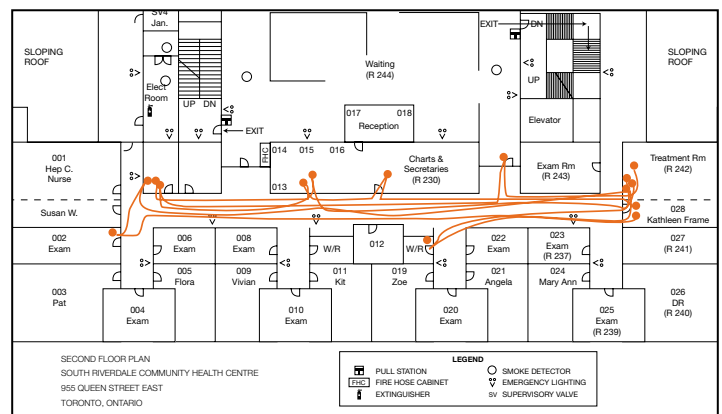 SV4
Jan.
EXIT
DN
SLOPING
ROOF
Waiting
(R 244)
SLOPING
ROOF
Elect
Room
UP
DN
UP
017
018
Reception
Elevator
EXIT
001
Hep C.
Nurse
FHC
014
015
016
013
Charts &
Secretaries
(R 230)
Exam Rm
(R 243)
Treatment Rm
(R 242)
Susan W.
028
Kathleen Frame
002
Exam
006
Exam
008
Exam
W/R
012
W/R
022
Exam
023
Exam
(R 237)
027
(R 241)
003
Pat
005
Flora
009
Vivian
011
Kit
019
Zoe
021
Angela
024
Mary Ann
026
DR
(R 240)
004
Exam
010
Exam
020
Exam
025
Exam
(R 239)
SECOND FLOOR PLAN
SOUTH RIVERDALE COMMUNITY HEALTH CENTRE
955 QUEEN STREET EAST
TORONTO, ONTARIO
LEGEND
PULL STATION
SMOKE DETECTOR
FHC FIRE HOSE CABINET
EMERGENCY LIGHTING
EXTINGUISHER
SV SUPERVISORY VALVE